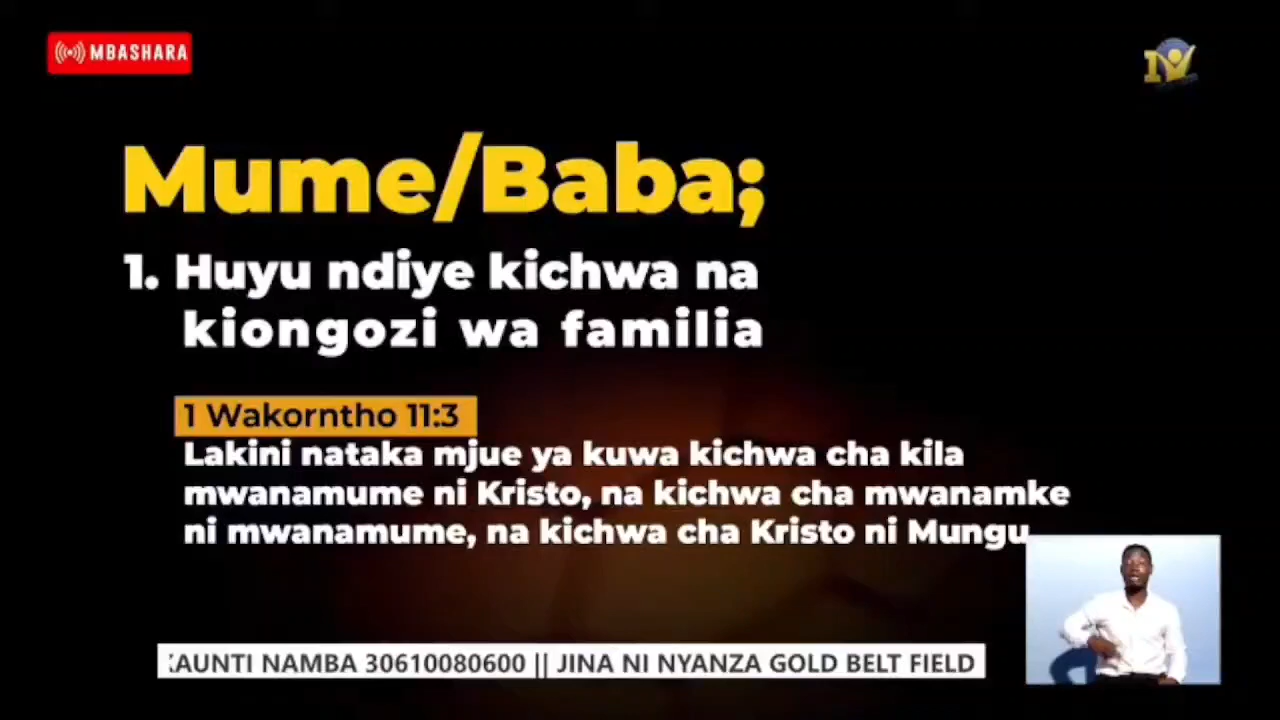 MBASHARA
Mume/Baba;
1. Huyu ndiye kichwa na
kiongozi wa familia
1 Wakorntho 11:3
Lakini nataka mjue ya kuwa kichwa cha kila
mwanamume ni Kristo, na kichwa cha mwanamke
ni mwanamume, na kichwa cha Kristo ni Mungu
KAUNTI NAMBA 30610080600 || JINA NI NYANZA GOLD BELT FIELD